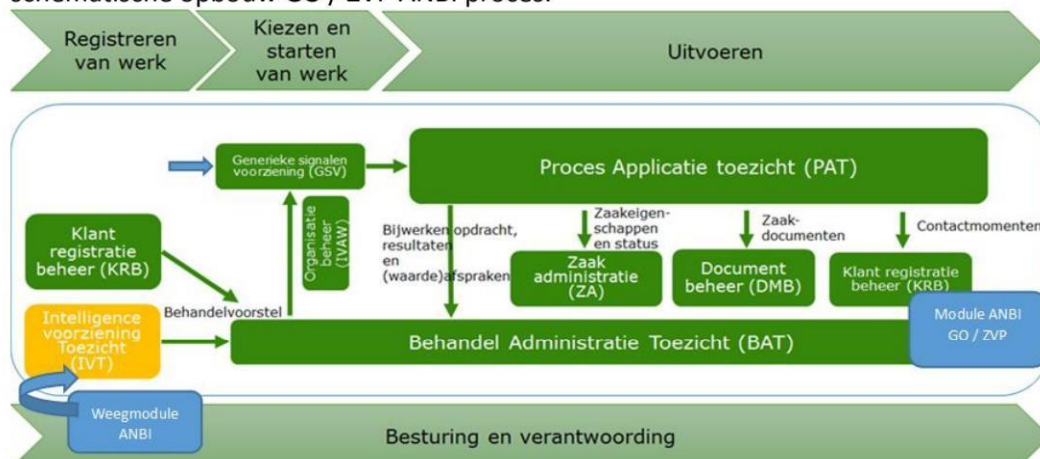 schematische opbouw GO / ZVP ANBI proces.
Registreren
van werk
Kiezen en
starten
van werk
Uitvoeren
Generieke signalen
voorziening (GSV)
Proces Applicatie toezicht (PAT)
Organisatie
beheer
(IVAW)
Klant
registratie
beheer (KRB)
Bijwerken opdracht,
resultaten
en
(waarde)afspraken
Zaakeigen-
schappen
en status
Zaak-
documenten
Contactmomenten
Zaak
administratie
(ZA)
Document
beheer (DMB)
Klant registratie
beheer (KRB)
Behandelvoorstel
Intelligence
voorziening
Toezicht
(IVT)
Behandel Administratie Toezicht (BAT)
Module ANBI
GO / ZVP
Weegmodule
ANBI
Besturing en verantwoording